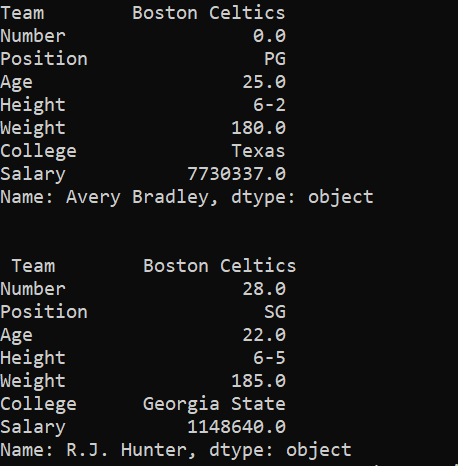 Team        Boston Celtics
Number                 0.0
Position                PG
Age                   25.0
Height                 6-2
Weight               180.0
College              Texas
Salary           7730337.0
Name: Avery Bradley, dtype: object
 Team        Boston Celtics
Number                28.0
Position                SG
Age                   22.0
Height                 6-5
Weight               185.0
College      Georgia State
Salary           1148640.0
Name: R.J. Hunter, dtype: object